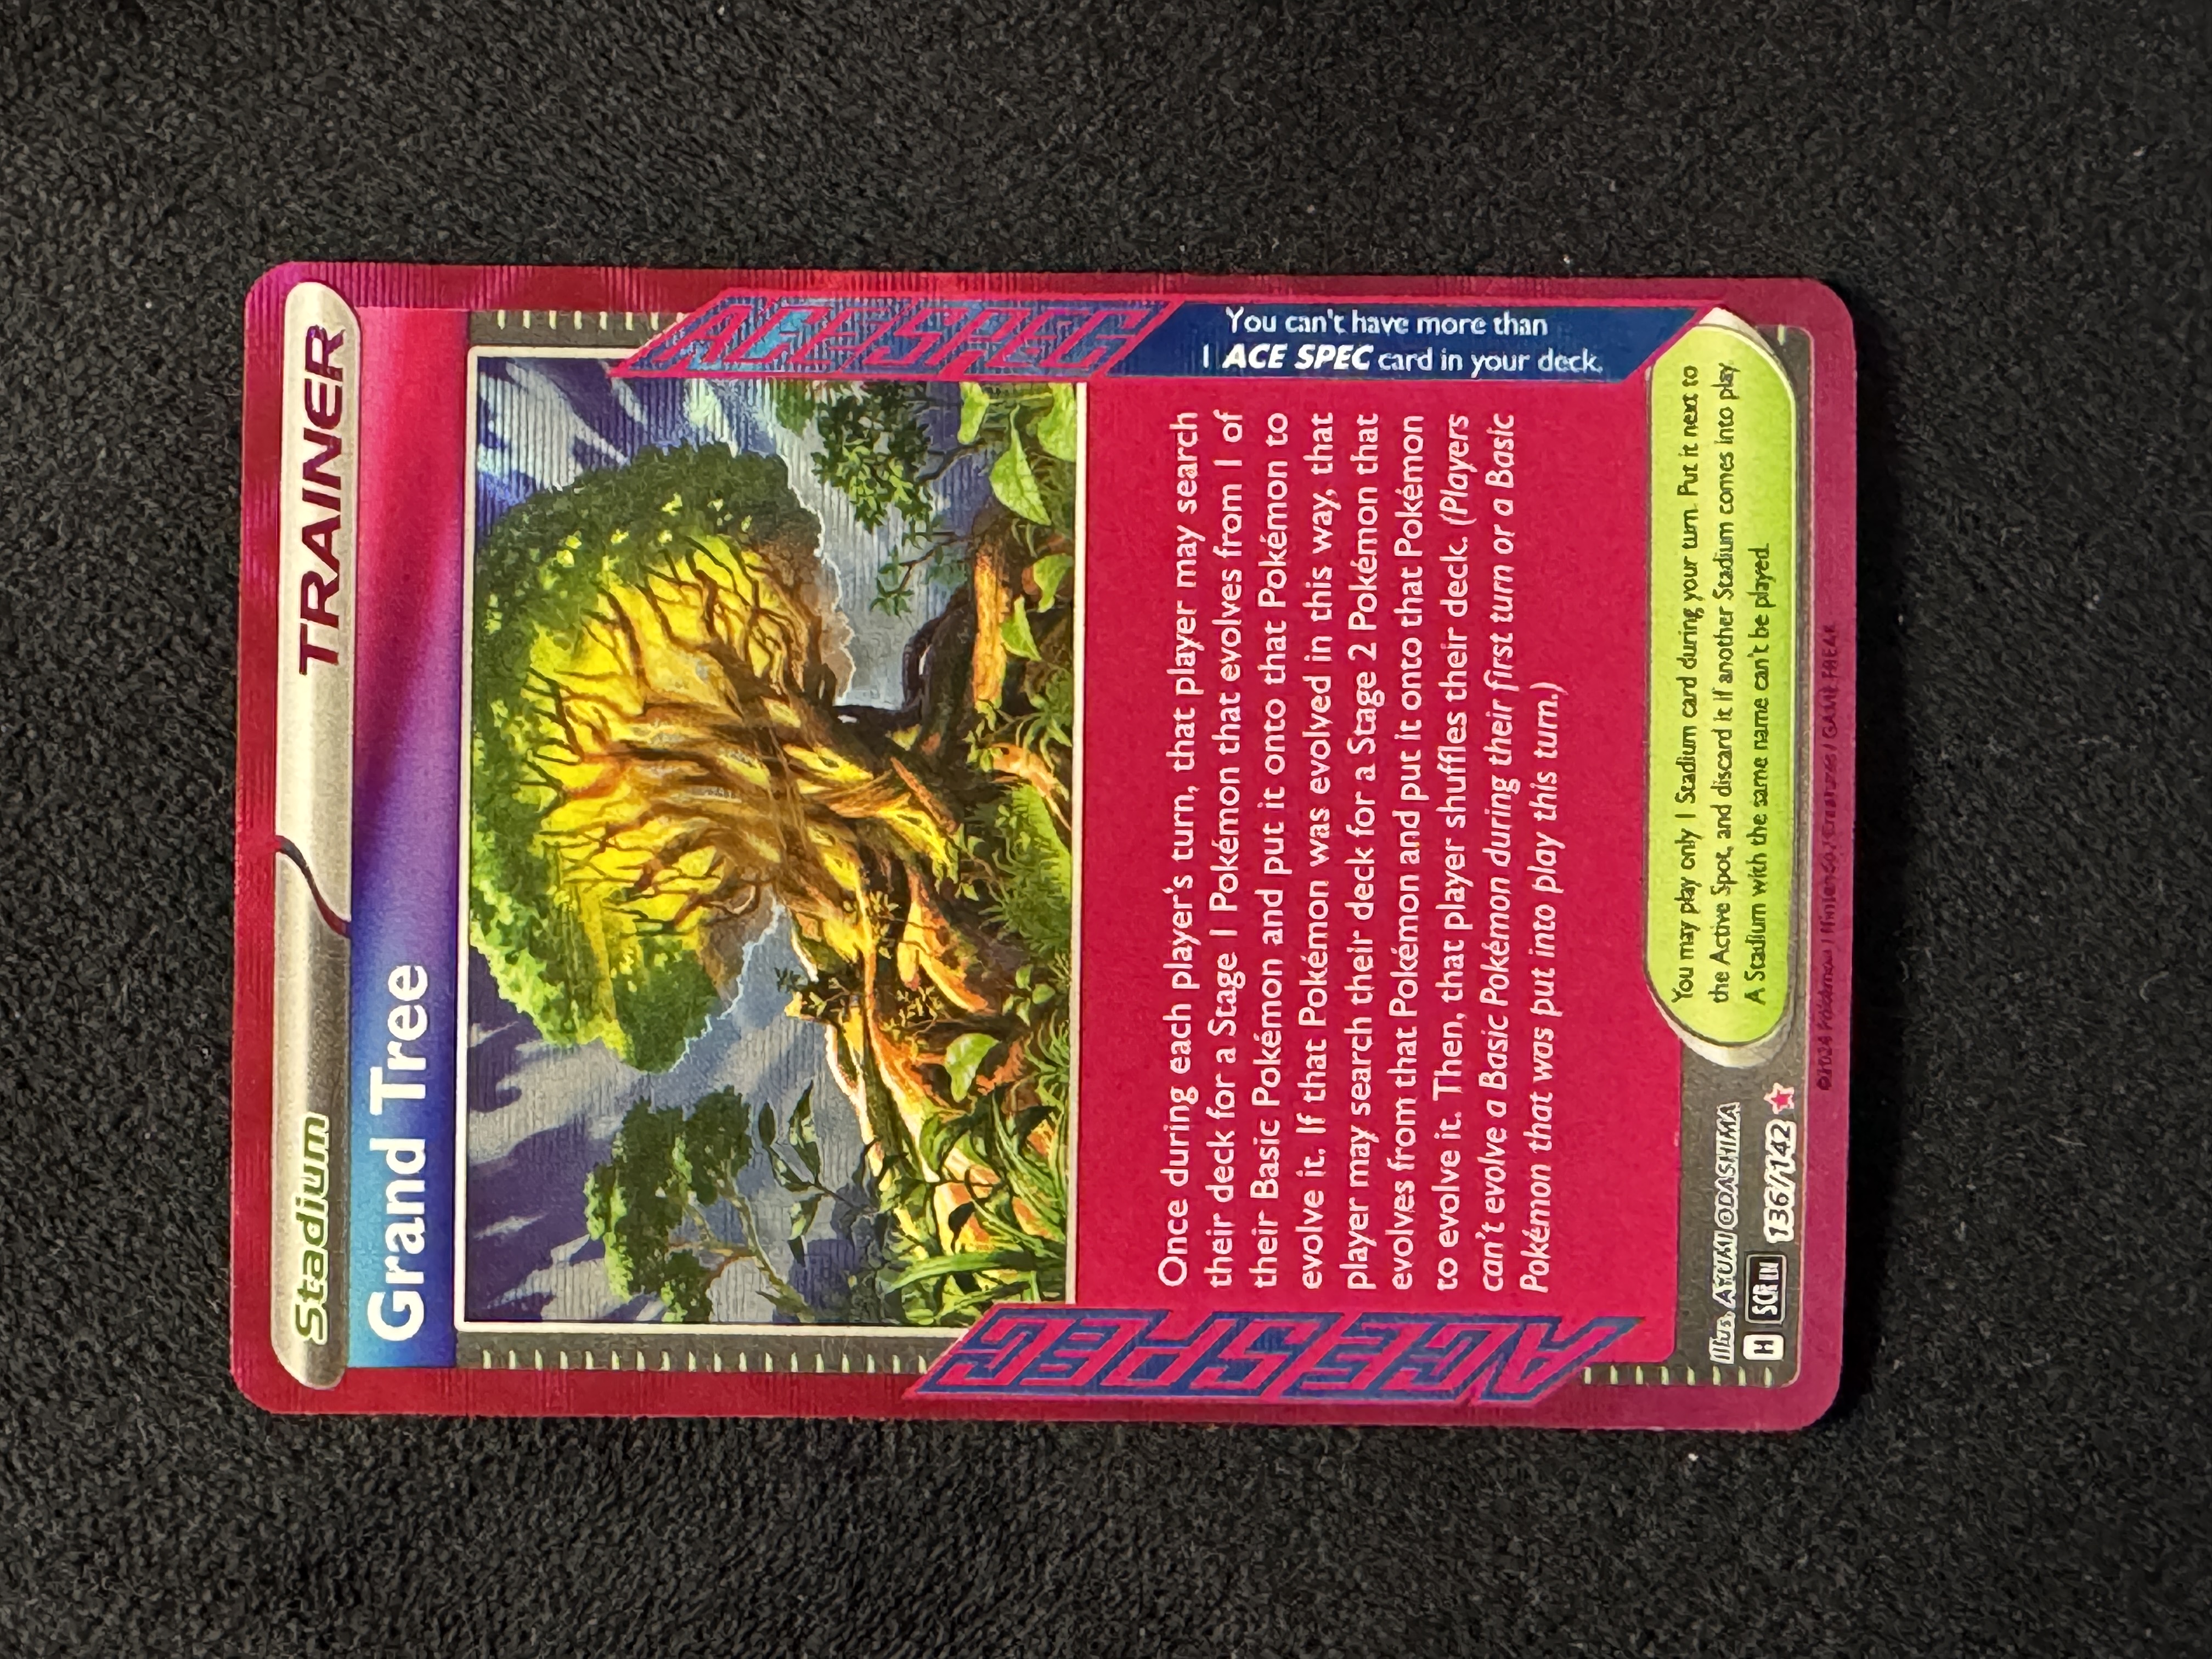 Stadium
TRAINER
Grand Tree
ACE SPEC
You can't have more than
1 ACE SPEC card in your deck.
Once during each player's turn, that player may search
their deck for a Stage 1 Pokémon that evolves from 1 of
their Basic Pokémon and put it onto that Pokémon to
evolve it. If that Pokémon was evolved in this way, that
player may search their deck for a Stage 2 Pokémon that
evolves from that Pokémon and put it onto that Pokémon
to evolve it. Then, that player shuffles their deck. (Players
can't evolve a Basic Pokémon during their first turn or a Basic
Pokémon that was put into play this turn.)
ACE SPEC
You may play only 1 Stadium card during your turn. Put it next to
the Active Spot, and discard it if another Stadium comes into play.
A Stadium with the same name can't be played.
Illus. AYUMI ODASHIMA
H SCR EN 136/142
©2024 Pokémon / Nintendo / Creatures / GAME FREAK